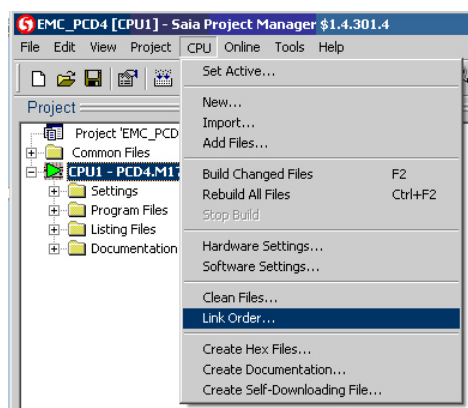 EMC_PCD4 [CPU1] - Saia Project Manager $1.4.301.4
File Edit View Project CPU Online Tools Help
Project
Project 'EMC_PCD
Common Files
CPU1 - PCD4.M17
Settings
Program Files
Listing Files
Documentation
Set Active...
New...
Import...
Add Files...
Build Changed Files F2
Rebuild All Files Ctrl+F2
Stop Build
Hardware Settings...
Software Settings...
Clean Files...
Link Order...
Create Hex Files...
Create Documentation...
Create Self-Downloading File...